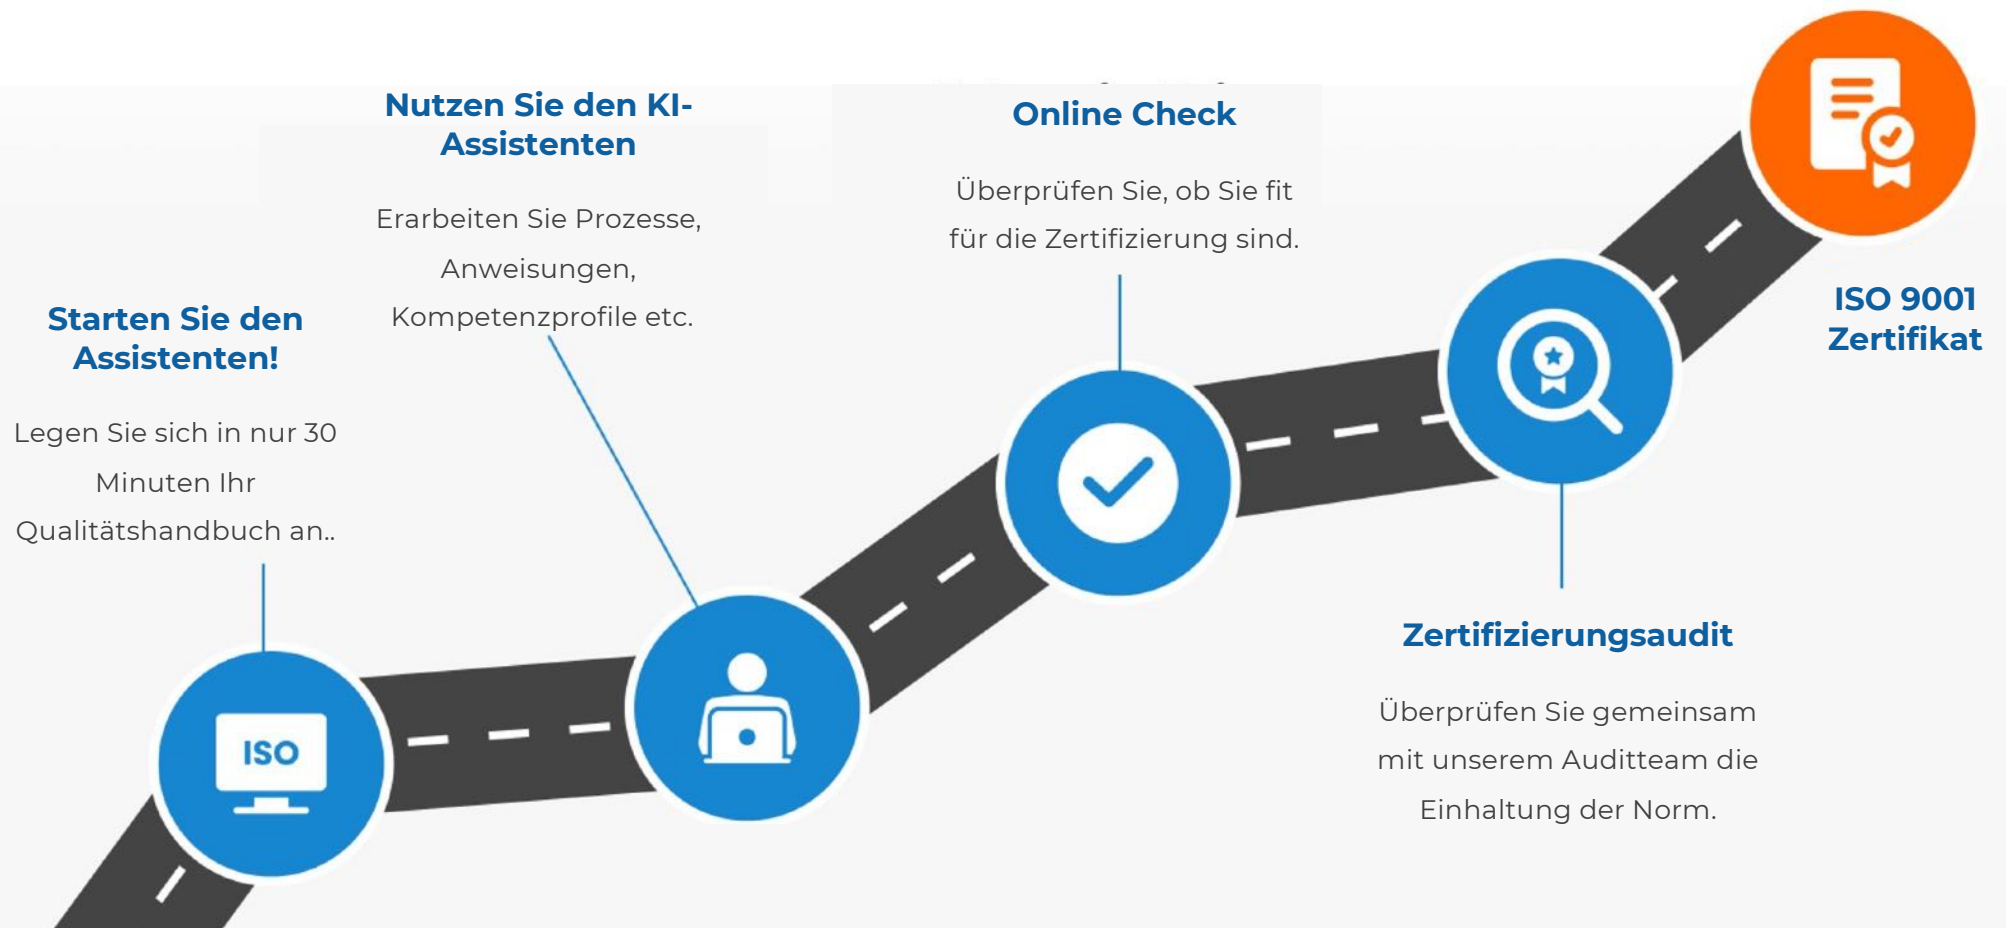 Starten Sie den
Assistenten!
Legen Sie sich in nur 30
Minuten Ihr
Qualitätshandbuch an..
ISO
Nutzen Sie den KI-
Assistenten
Erarbeiten Sie Prozesse,
Anweisungen,
Kompetenzprofile etc.
Online Check
Überprüfen Sie, ob Sie fit
für die Zertifizierung sind.
Zertifizierungsaudit
Überprüfen Sie gemeinsam
mit unserem Auditteam die
Einhaltung der Norm.
ISO 9001
Zertifikat